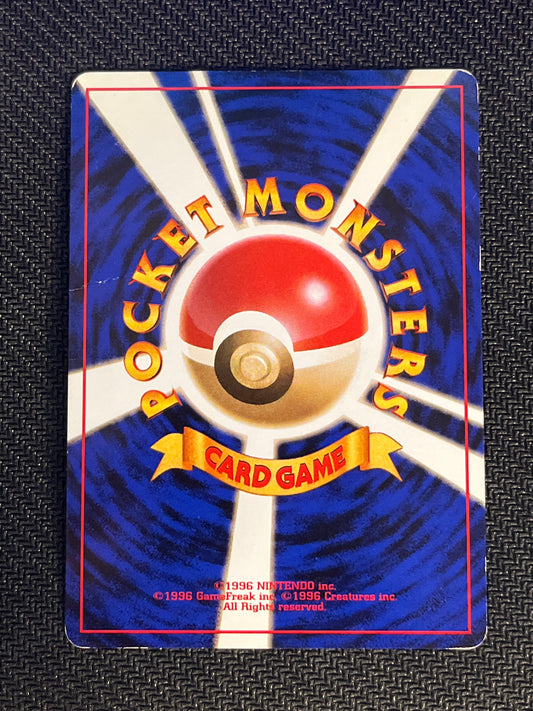 POCKET MONSTERS
CARD GAME
©1996 NINTENDO inc.
©1996 GameFreak inc. ©1996 Creatures inc.
All Rights reserved.